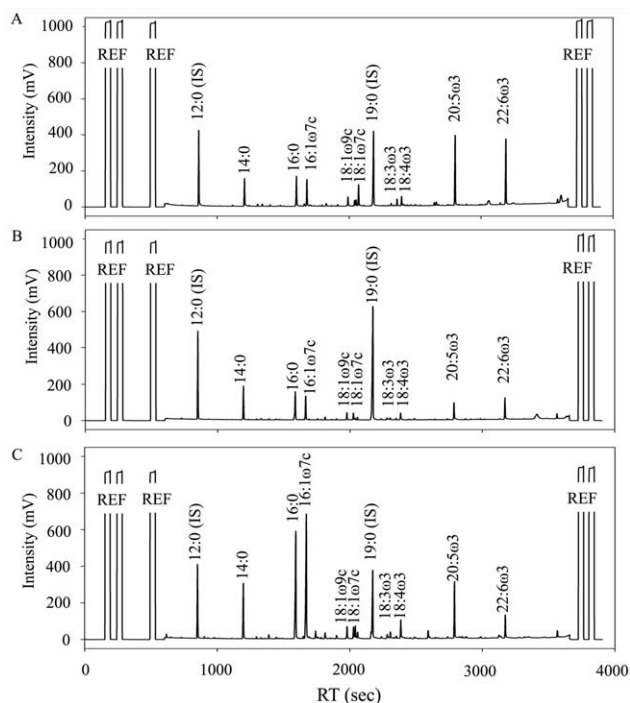 A
1000
800
600
400
200
0
Intensity (mV)
REF
REF
12:0 (IS)
14:0
16:0
16:1ω7c
18:1ω9c
18:1ω7c
19:0 (IS)
18:3ω3
18:4ω3
20:5ω3
22:6ω3
REF
B
1000
800
600
400
200
0
Intensity (mV)
REF
REF
12:0 (IS)
14:0
16:0
16:1ω7c
18:1ω9c
18:1ω7c
19:0 (IS)
18:3ω3
18:4ω3
20:5ω3
22:6ω3
REF
C
1000
800
600
400
200
0
Intensity (mV)
REF
REF
12:0 (IS)
14:0
16:0
16:1ω7c
18:1ω9c
18:1ω7c
19:0 (IS)
18:3ω3
18:4ω3
20:5ω3
22:6ω3
REF
0 1000 2000 3000 4000
RT (sec)